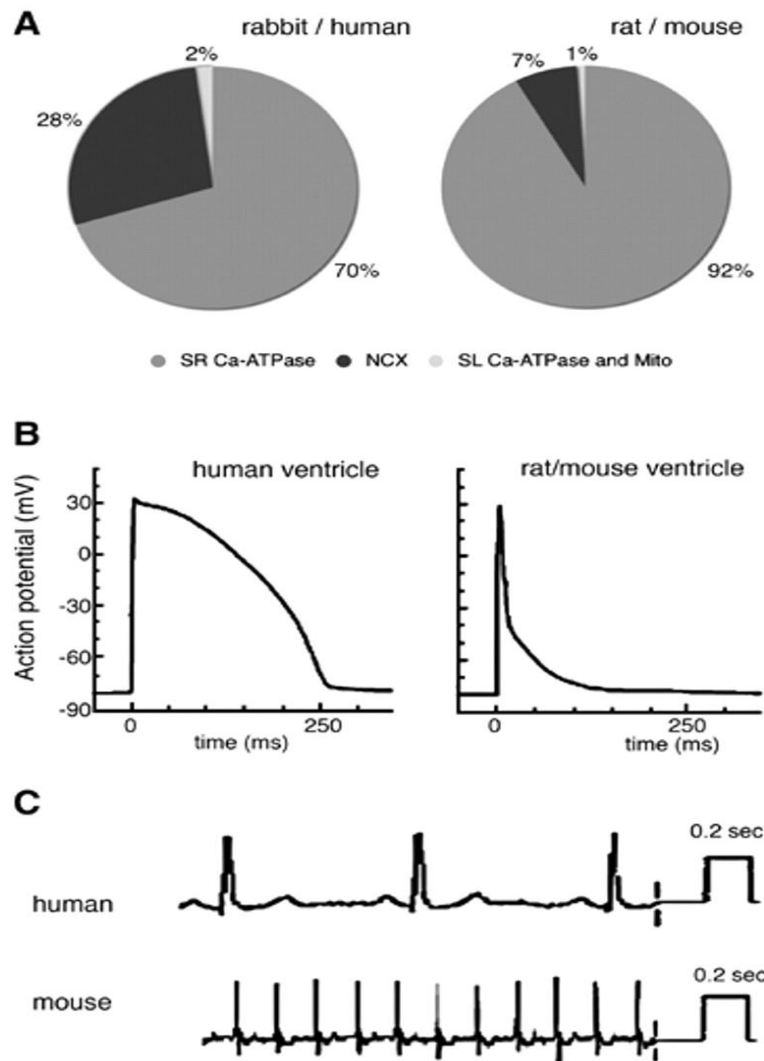 A
rabbit / human
rat / mouse
2%
28%
70%
7%
1%
92%
SR Ca-ATPase NCX SL Ca-ATPase and Mito
B
human ventricle
rat/mouse ventricle
Action potential (mV)
30
0
-30
-60
-90
0 250
time (ms)
0 250
time (ms)
C
0.2 sec
human
0.2 sec
mouse